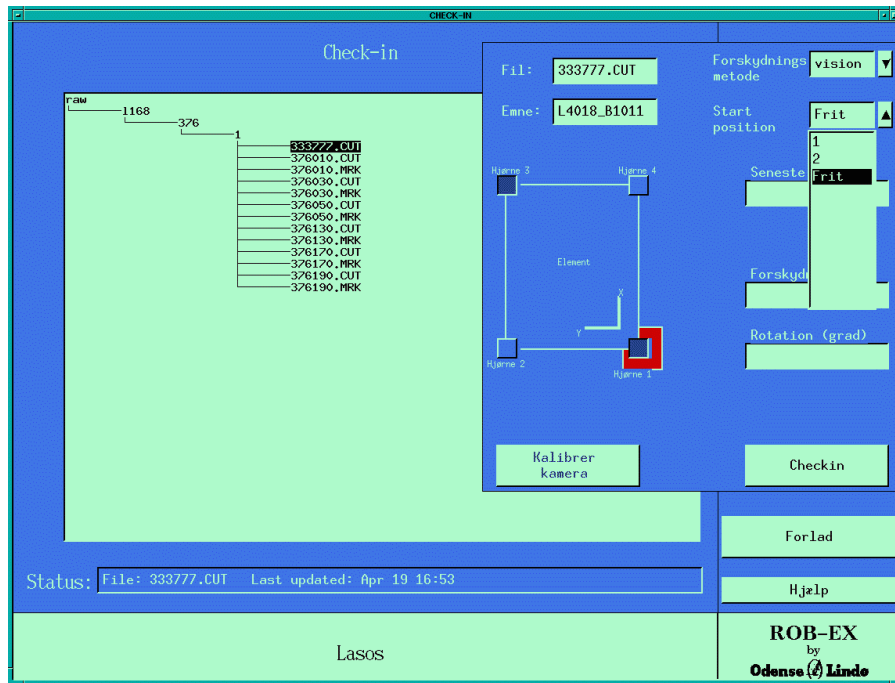 CHECK-IN
Check-in
raw
1168
376
1
333777.CUT
376010.CUT
376010.MRK
376030.CUT
376030.MRK
376050.CUT
376050.MRK
376130.CUT
376130.MRK
376170.CUT
376170.MRK
376190.CUT
376190.MRK
Fil: 333777.CUT
Emne: L4018_B1011
Forskydnings
metode
vision
Start
position
Frit
1
2
Frit
Seneste
Rotation (grad)
Hjørne 3
Hjørne 4
Element
X
Y
Hjørne 2
Hjørne 1
Kalibrer
kamera
Checkin
Forlad
Hjælp
Status: File: 333777.CUT Last updated: Apr 19 16:53
Lasos
ROB-EX
by
Odense Lindø